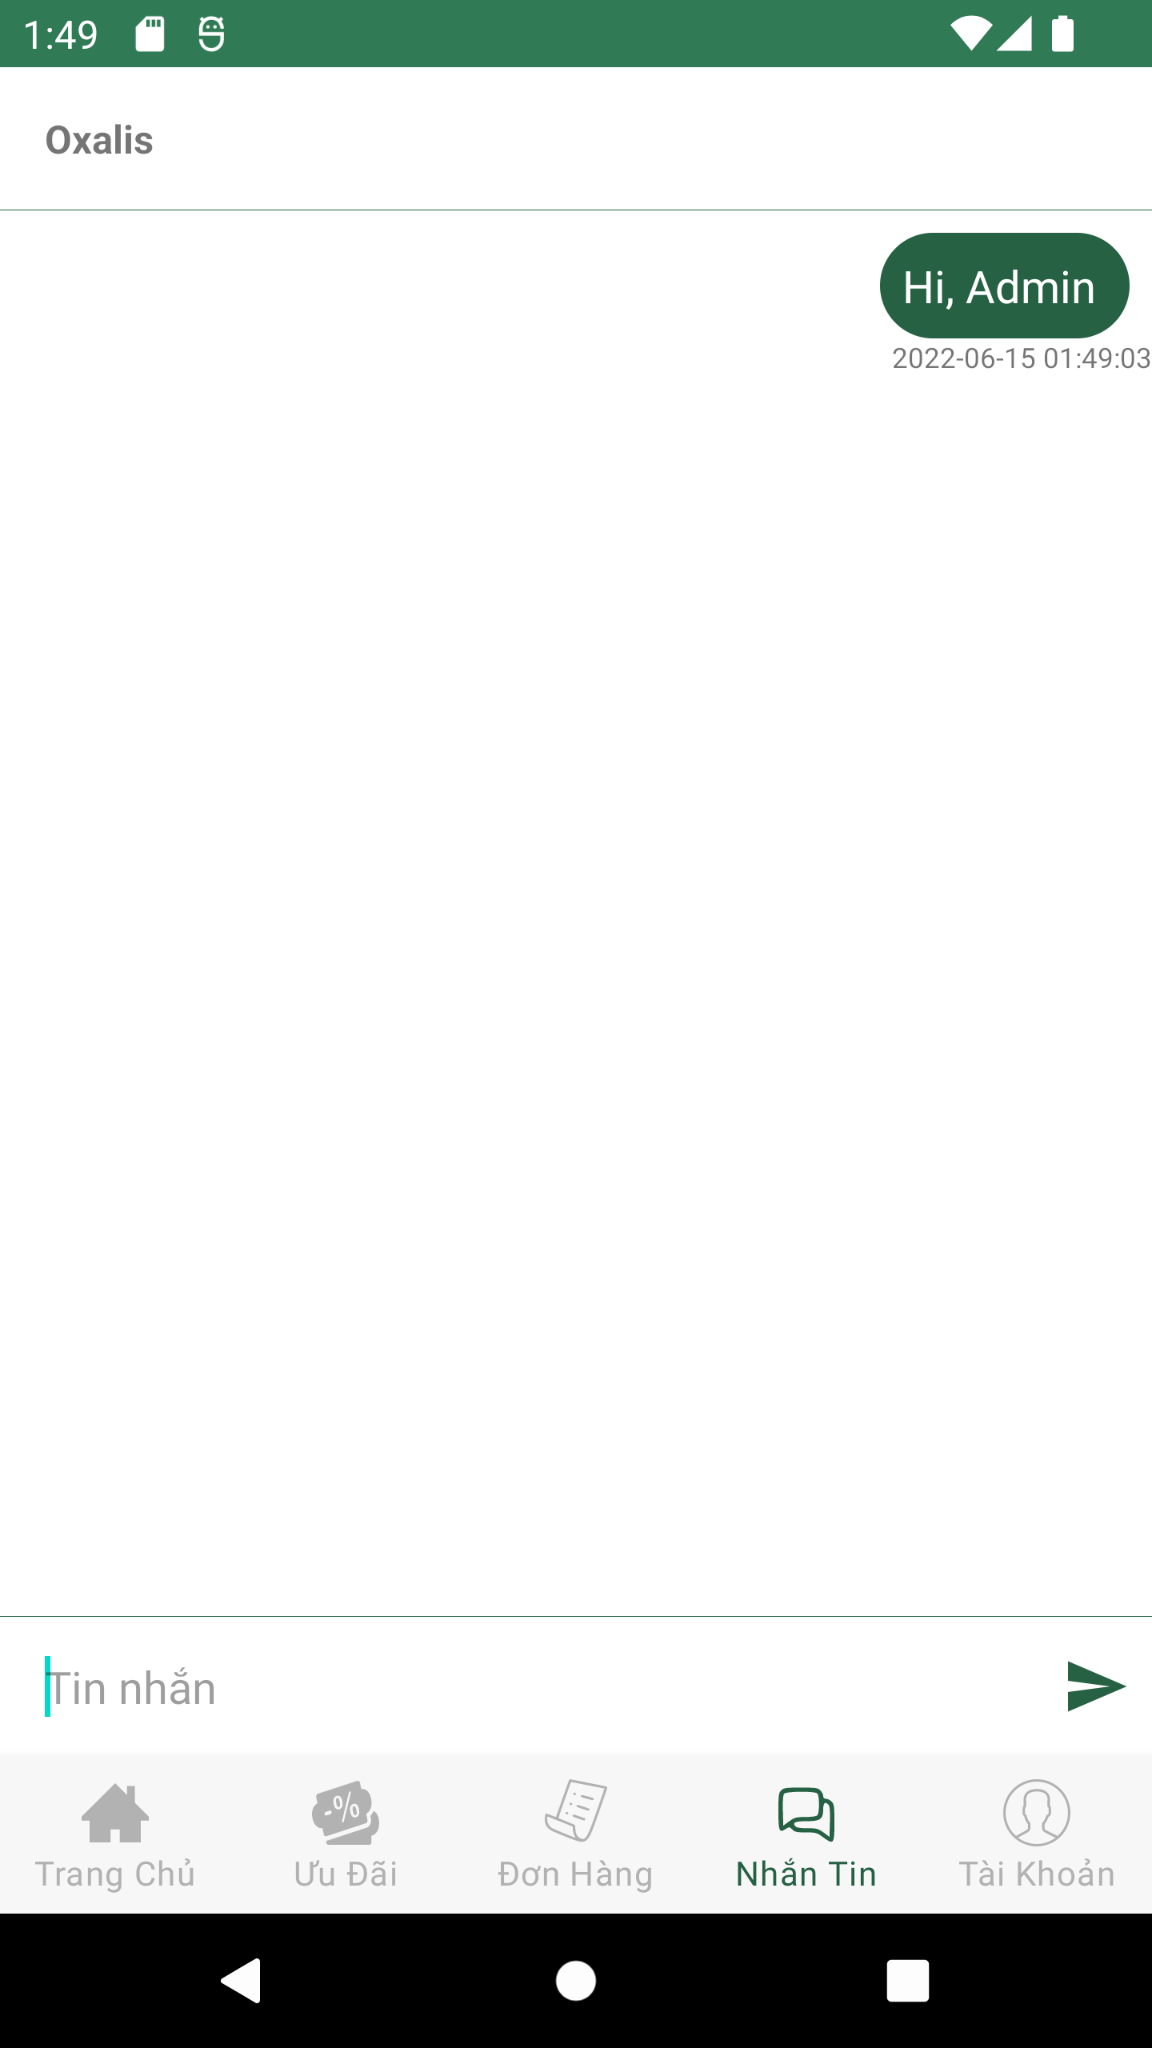 1:49
Oxalis
Hi, Admin
2022-06-15 01:49:03
Tin nhắn
-%
Trang Chủ
Ưu Đãi
Đơn Hàng
Nhắn Tin
Tài Khoản